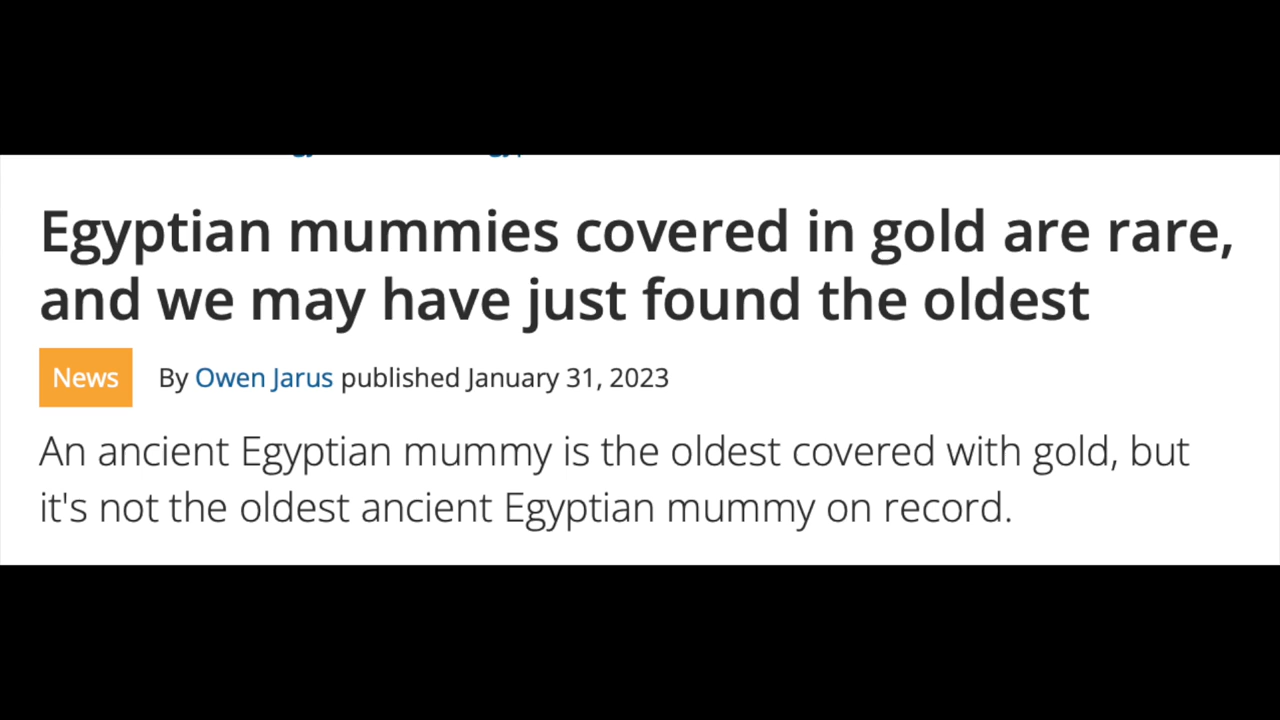 Egyptian mummies covered in gold are rare,
and we may have just found the oldest
News By Owen Jarus published January 31, 2023
An ancient Egyptian mummy is the oldest covered with gold, but
it's not the oldest ancient Egyptian mummy on record.